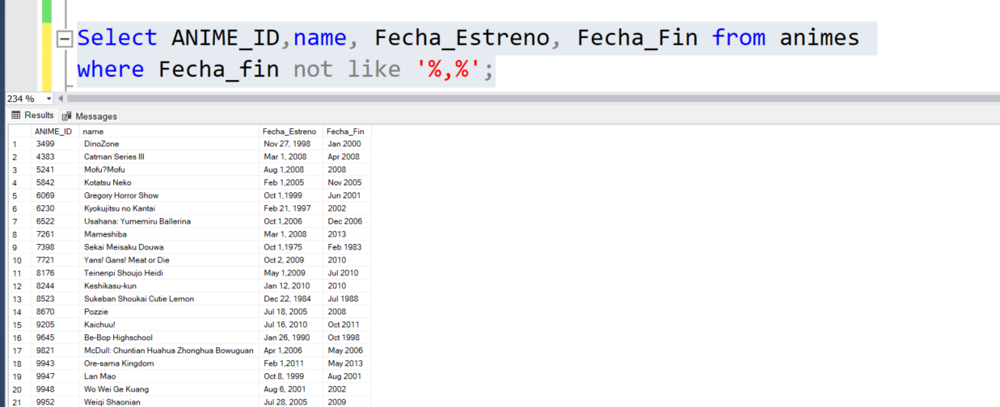 Select ANIME_ID,name, Fecha_Estreno, Fecha_Fin from animes
where Fecha_fin not like '%,%';
234 %
Results Messages
ANIME_ID name Fecha_Estreno Fecha_Fin
1 3499 DinoZone Nov 27, 1998 Jan 2000
2 4383 Catman Series III Mar 1, 2008 Apr 2008
3 5241 Mofu?Mofu Aug 1,2008 2008
4 5842 Kotatsu Neko Feb 1,2005 Nov 2005
5 6069 Gregory Horror Show Oct 1,1999 Jun 2001
6 6230 Kyokujitsu no Kantai Feb 21, 1997 2002
7 6522 Usahana: Yumemiru Ballerina Oct 1,2006 Dec 2006
8 7261 Mameshiba Mar 1, 2008 2013
9 7398 Sekai Meisaku Douwa Oct 1,1975 Feb 1983
10 7721 Yans! Gans! Meat or Die Oct 2, 2009 2010
11 8176 Teinenpi Shoujo Heidi May 1,2009 Jul 2010
12 8244 Keshikasu-kun Jan 12, 2010 2010
13 8523 Sukeban Shoukai Cutie Lemon Dec 22, 1984 Jul 1988
14 8670 Pozzie Jul 18, 2005 2008
15 9205 Kaichuu! Jul 16, 2010 Oct 2011
16 9645 Be-Bop Highschool Jan 26, 1990 Oct 1998
17 9821 McDull: Chuntian Huahua Zhonghua Bowuguan Apr 1,2006 May 2006
18 9943 Ore-sama Kingdom Feb 1,2011 May 2013
19 9947 Lan Mao Oct 8, 1999 Aug 2001
20 9948 Wo Wei Ge Kuang Aug 6, 2001 2002
21 9952 Weiqi Shaonian Jul 28, 2005 2009